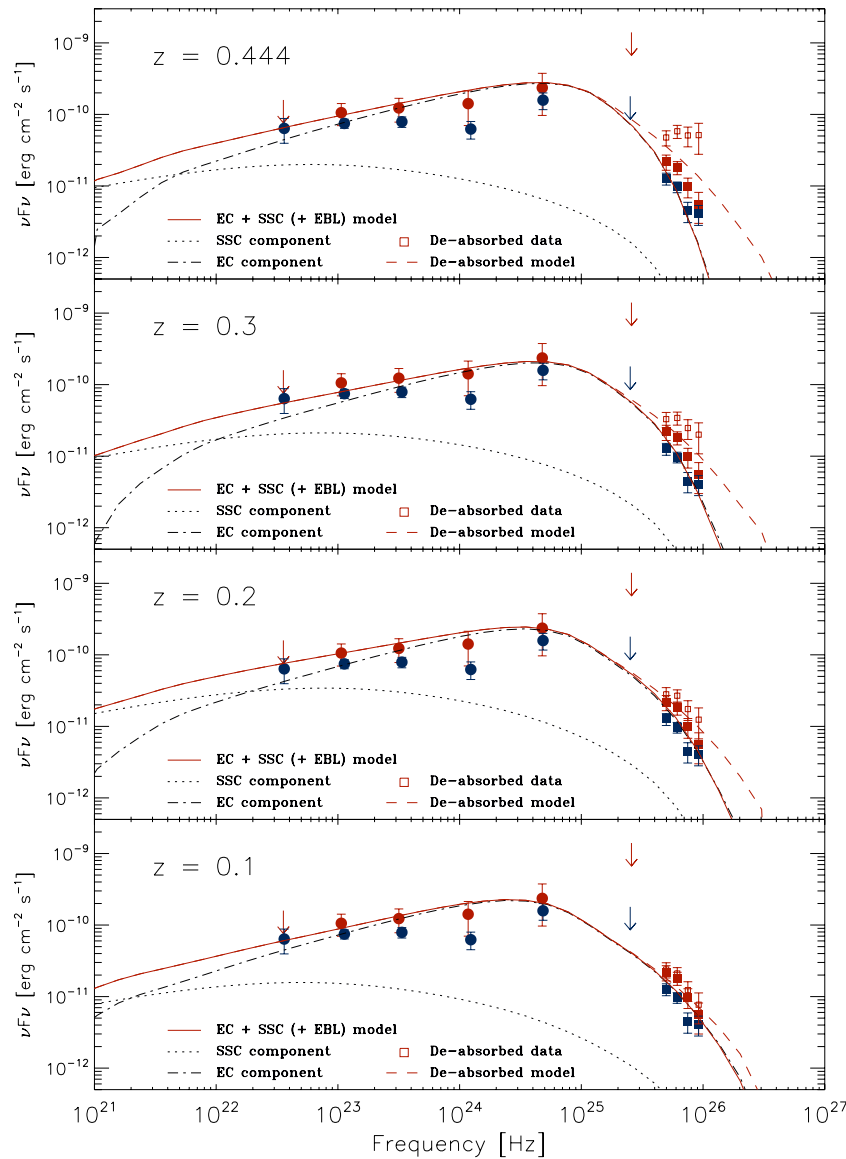 z = 0.444
10⁻⁹
10⁻¹⁰
10⁻¹¹
10⁻¹²
νFν [erg cm⁻² s⁻¹]
EC + SSC (+ EBL) model
SSC component
De-absorbed data
EC component
De-absorbed model
z = 0.3
10⁻⁹
10⁻¹⁰
10⁻¹¹
10⁻¹²
νFν [erg cm⁻² s⁻¹]
EC + SSC (+ EBL) model
SSC component
De-absorbed data
EC component
De-absorbed model
z = 0.2
10⁻⁹
10⁻¹⁰
10⁻¹¹
10⁻¹²
νFν [erg cm⁻² s⁻¹]
EC + SSC (+ EBL) model
SSC component
De-absorbed data
EC component
De-absorbed model
z = 0.1
10⁻⁹
10⁻¹⁰
10⁻¹¹
10⁻¹²
νFν [erg cm⁻² s⁻¹]
EC + SSC (+ EBL) model
SSC component
De-absorbed data
EC component
De-absorbed model
10²¹ 10²² 10²³ 10²⁴ 10²⁵ 10²⁶ 10²⁷
Frequency [Hz]